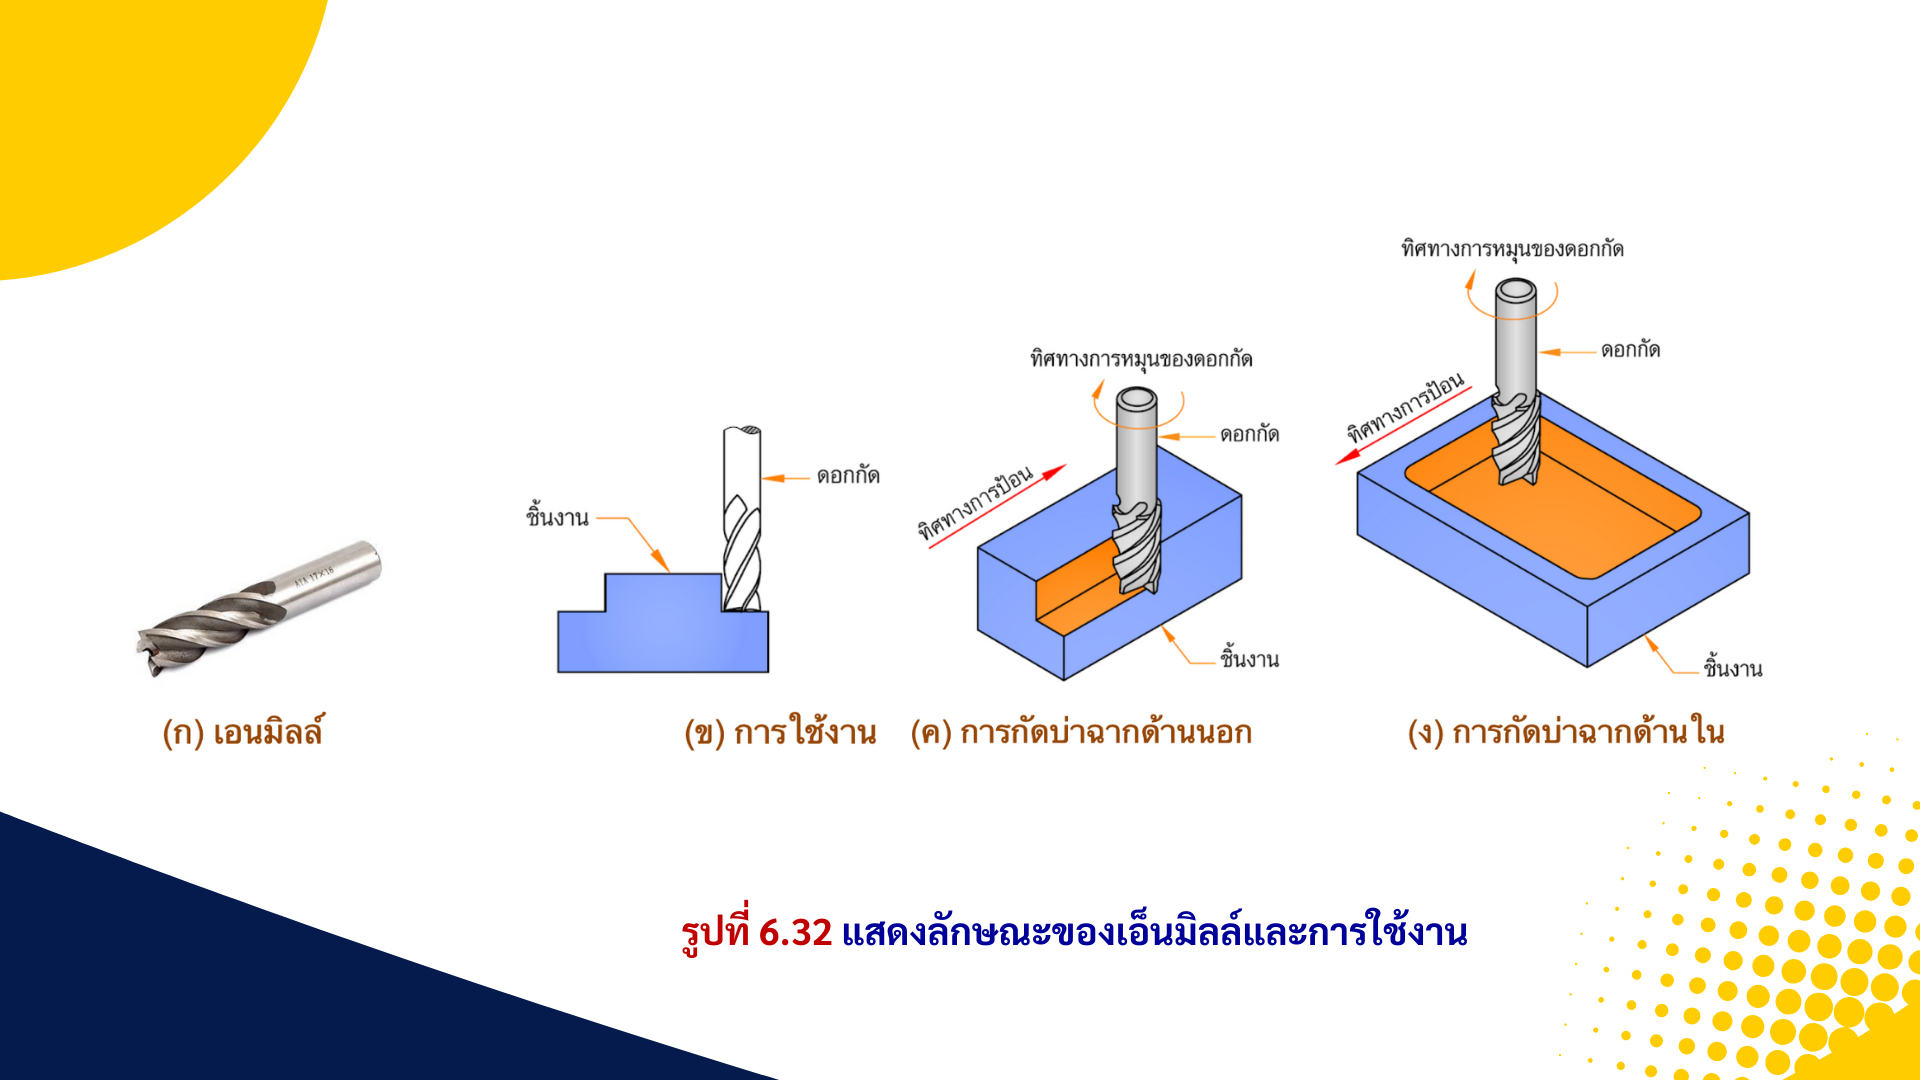 ทิศทางการหมุนของดอกกัด
ดอกกัด
ทิศทางการป้อน
ชิ้นงาน
ทิศทางการหมุนของดอกกัด
ดอกกัด
ทิศทางการป้อน
ชิ้นงาน
ดอกกัด
ชิ้นงาน
ATA 17×16
(ก) เอนมิลล์
(ข) การใช้งาน
(ค) การกัดบ่าฉากด้านนอก
(ง) การกัดบ่าฉากด้านใน
รูปที่ 6.32 แสดงลักษณะของเอ็นมิลล์และการใช้งาน